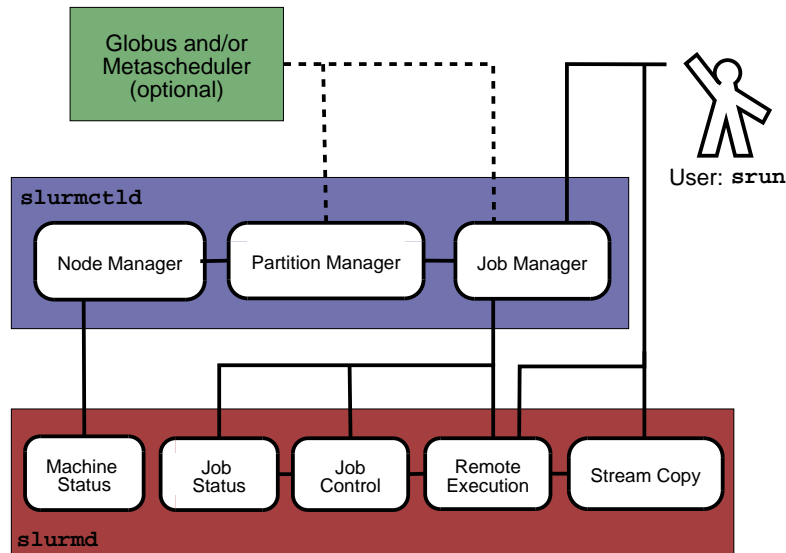 Globus and/or
Metascheduler
(optional)
User: srun
slurmctld
Node Manager
Partition Manager
Job Manager
Machine
Status
Job
Status
Job
Control
Remote
Execution
Stream Copy
slurmd